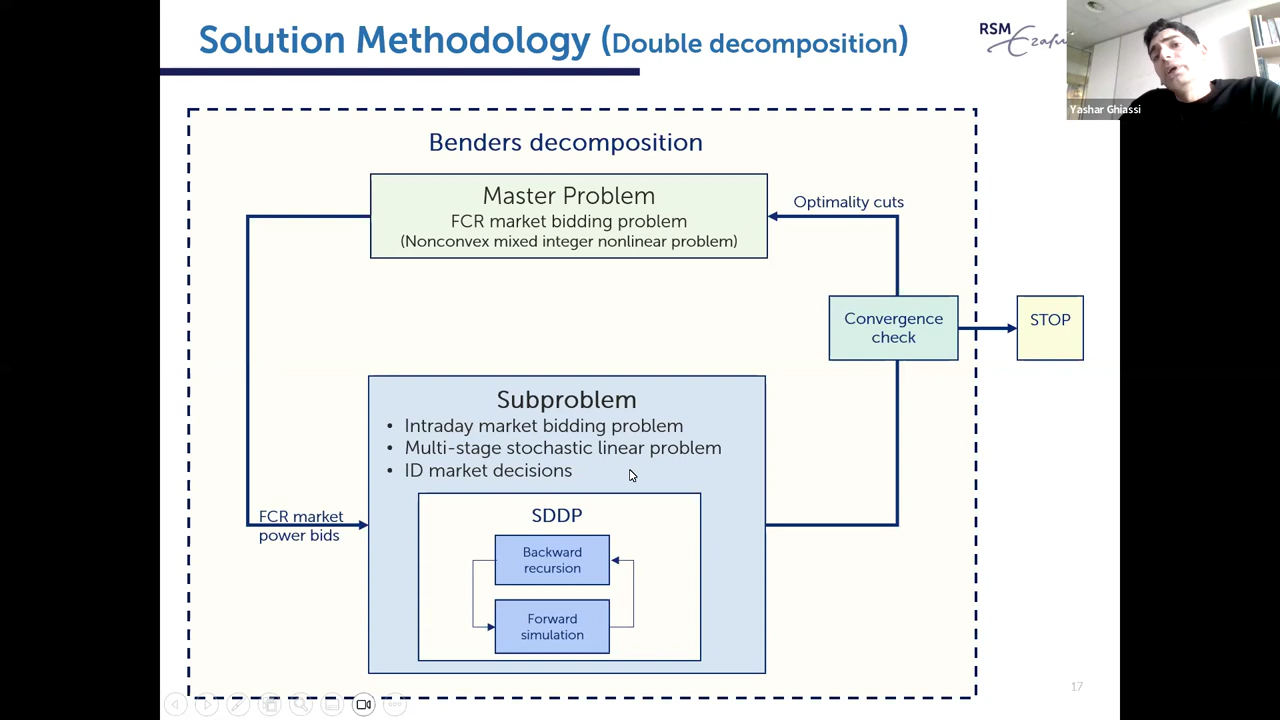 Solution Methodology (Double decomposition)
RSM
Yashar Ghiassi
Benders decomposition
Master Problem
FCR market bidding problem
(Nonconvex mixed integer nonlinear problem)
Optimality cuts
Convergence
check
STOP
Subproblem
• Intraday market bidding problem
• Multi-stage stochastic linear problem
• ID market decisions
FCR market
power bids
SDDP
Backward
recursion
Forward
simulation
17